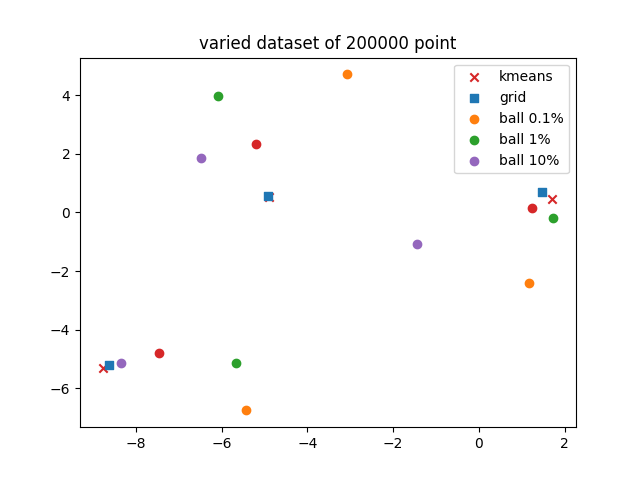 varied dataset of 200000 point
kmeans
grid
ball 0.1%
ball 1%
ball 10%
4
2
0
−2
−4
−6
−8
−6
−4
−2
0
2